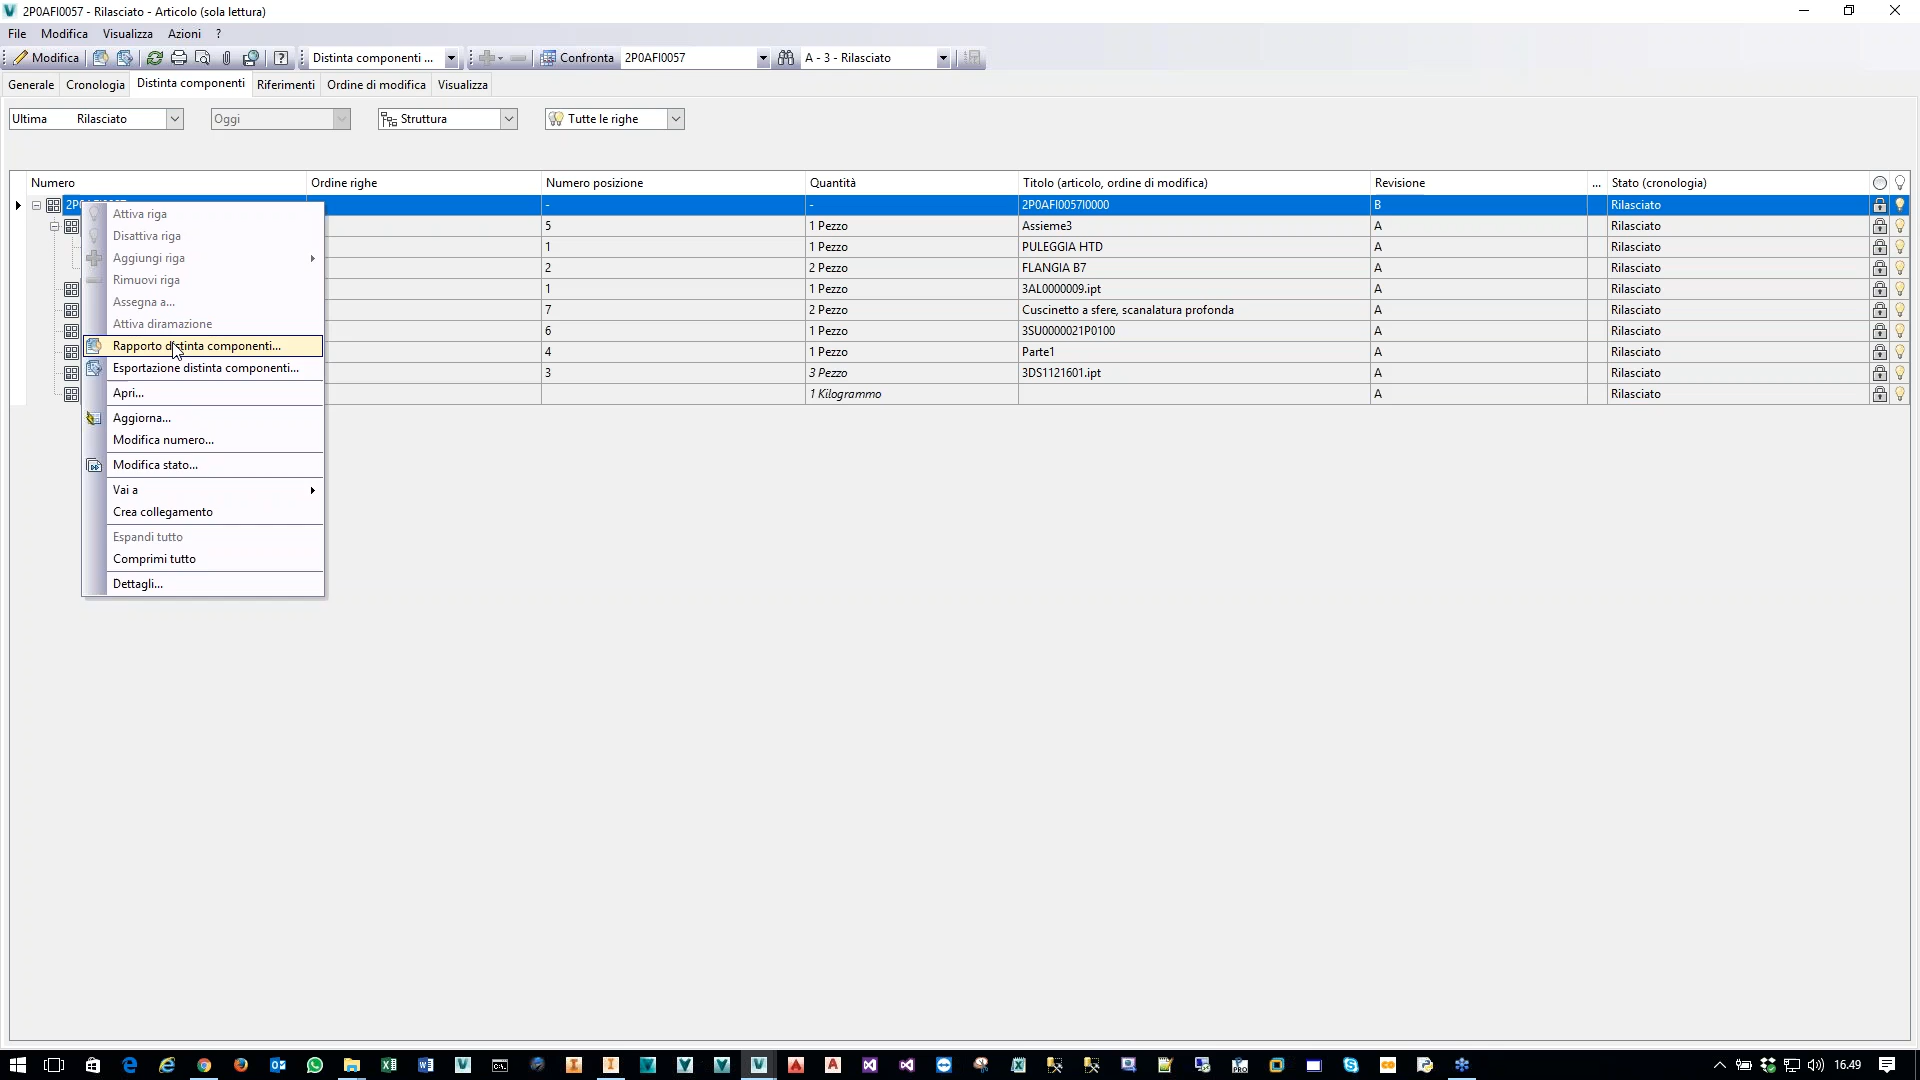 2P0AFI0057 - Rilasciato - Articolo (sola lettura)
File Modifica Visualizza Azioni ?
Modifica Distinta componenti ... Confronta 2P0AFI0057 A - 3 - Rilasciato
Generale Cronologia Distinta componenti Riferimenti Ordine di modifica Visualizza
Ultima Rilasciato Oggi Struttura Tutte le righe
Numero Ordine righe Numero posizione Quantità Titolo (articolo, ordine di modifica) Revisione ... Stato (cronologia)
- - 2P0AFI0057I0000 B Rilasciato
5 1 Pezzo Assieme3 A Rilasciato
1 1 Pezzo PULEGGIA HTD A Rilasciato
2 2 Pezzo FLANGIA B7 A Rilasciato
1 1 Pezzo 3AL0000009.ipt A Rilasciato
7 2 Pezzo Cuscinetto a sfere, scanalatura profonda A Rilasciato
6 1 Pezzo 3SU0000021P0100 A Rilasciato
4 1 Pezzo Parte1 A Rilasciato
3 3 Pezzo 3DS1121601.ipt A Rilasciato
1 Kilogrammo A Rilasciato
Attiva riga
Disattiva riga
Aggiungi riga
Rimuovi riga
Assegna a...
Attiva diramazione
Rapporto distinta componenti...
Esportazione distinta componenti...
Apri...
Aggiorna...
Modifica numero...
Modifica stato...
Vai a
Crea collegamento
Espandi tutto
Comprimi tutto
Dettagli...
16.49